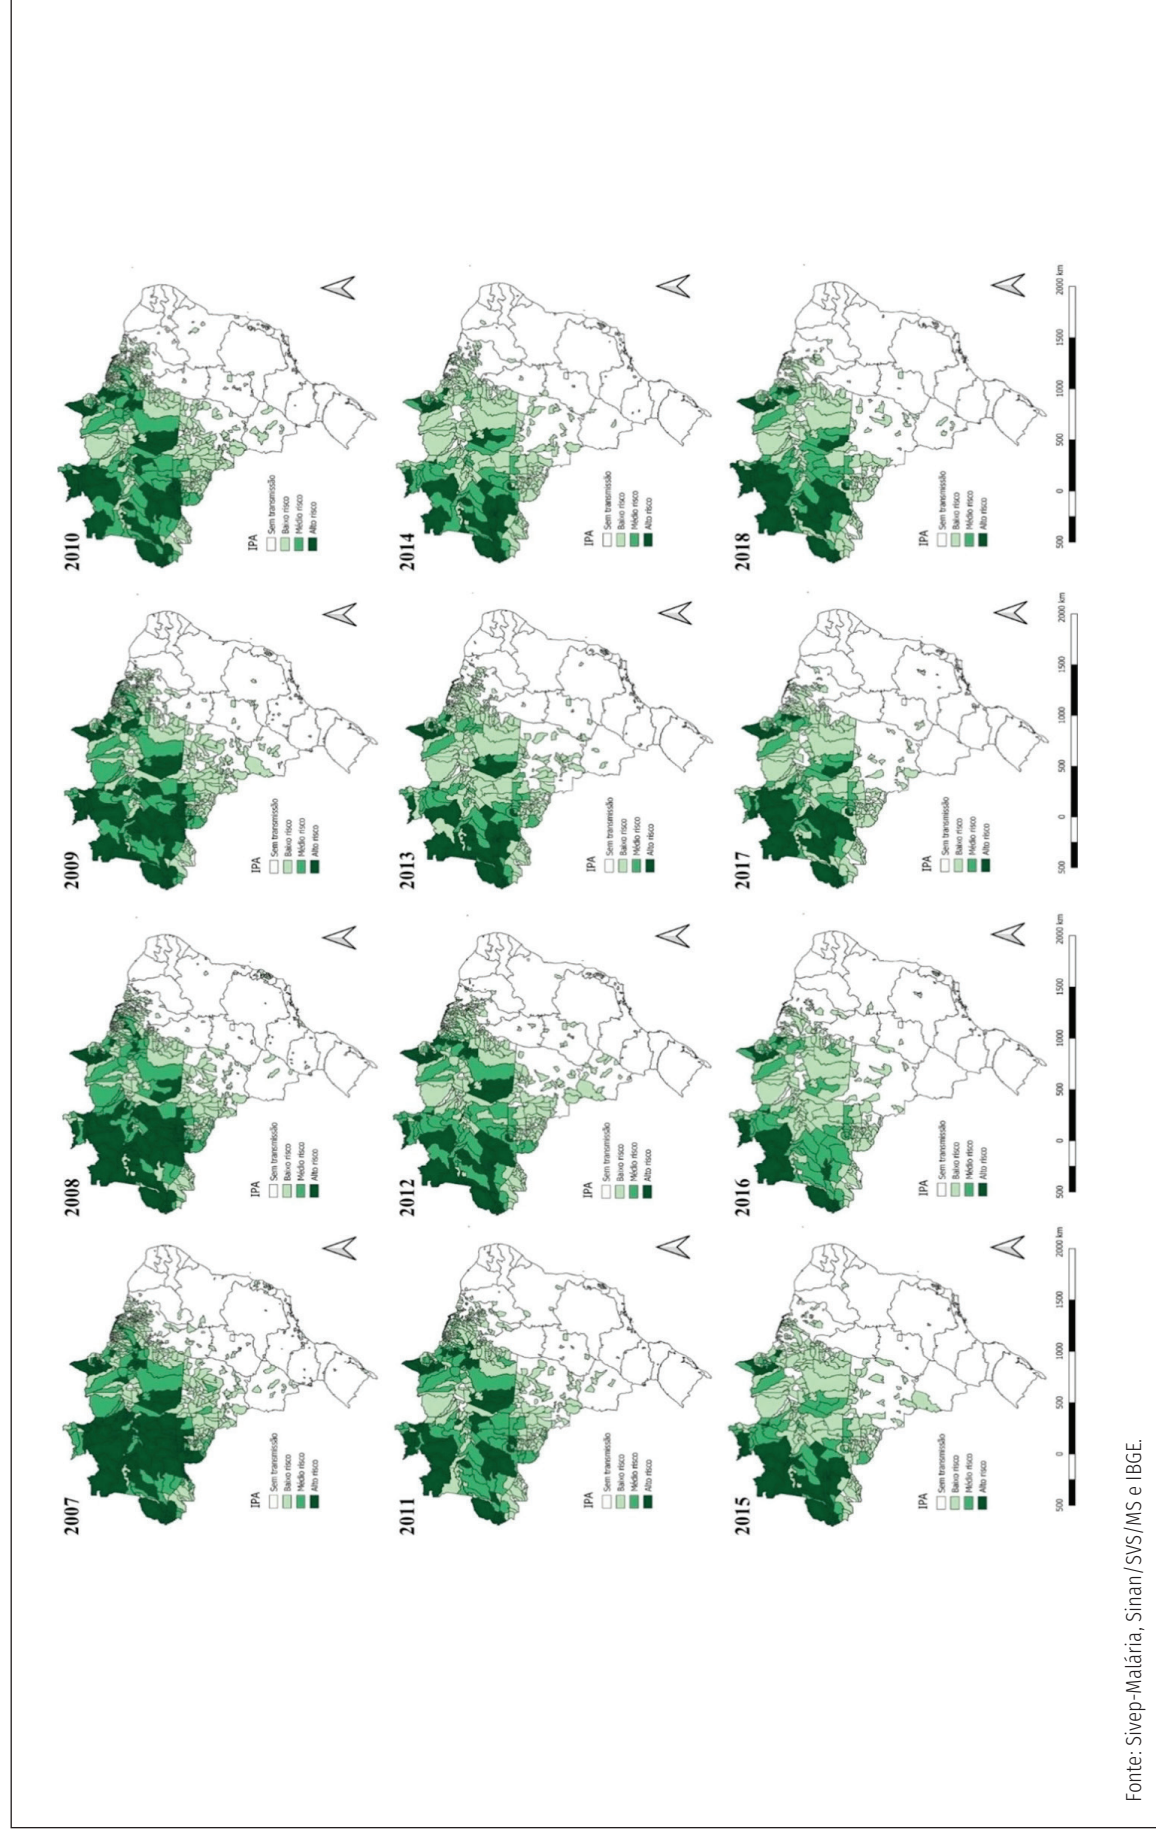 2007
IPA
Sem transmissão
Baixo risco
Médio risco
Alto risco
2008
IPA
Sem transmissão
Baixo risco
Médio risco
Alto risco
2009
IPA
Sem transmissão
Baixo risco
Médio risco
Alto risco
2010
IPA
Sem transmissão
Baixo risco
Médio risco
Alto risco
2011
IPA
Sem transmissão
Baixo risco
Médio risco
Alto risco
2012
IPA
Sem transmissão
Baixo risco
Médio risco
Alto risco
2013
IPA
Sem transmissão
Baixo risco
Médio risco
Alto risco
2014
IPA
Sem transmissão
Baixo risco
Médio risco
Alto risco
2015
IPA
Sem transmissão
Baixo risco
Médio risco
Alto risco
500 0 500 1000 1500 2000 km
2016
IPA
Sem transmissão
Baixo risco
Médio risco
Alto risco
500 0 500 1000 1500 2000 km
2017
IPA
Sem transmissão
Baixo risco
Médio risco
Alto risco
500 0 500 1000 1500 2000 km
2018
IPA
Sem transmissão
Baixo risco
Médio risco
Alto risco
500 0 500 1000 1500 2000 km
Fonte: Sivep-Malária, Sinan/SVS/MS e IBGE.